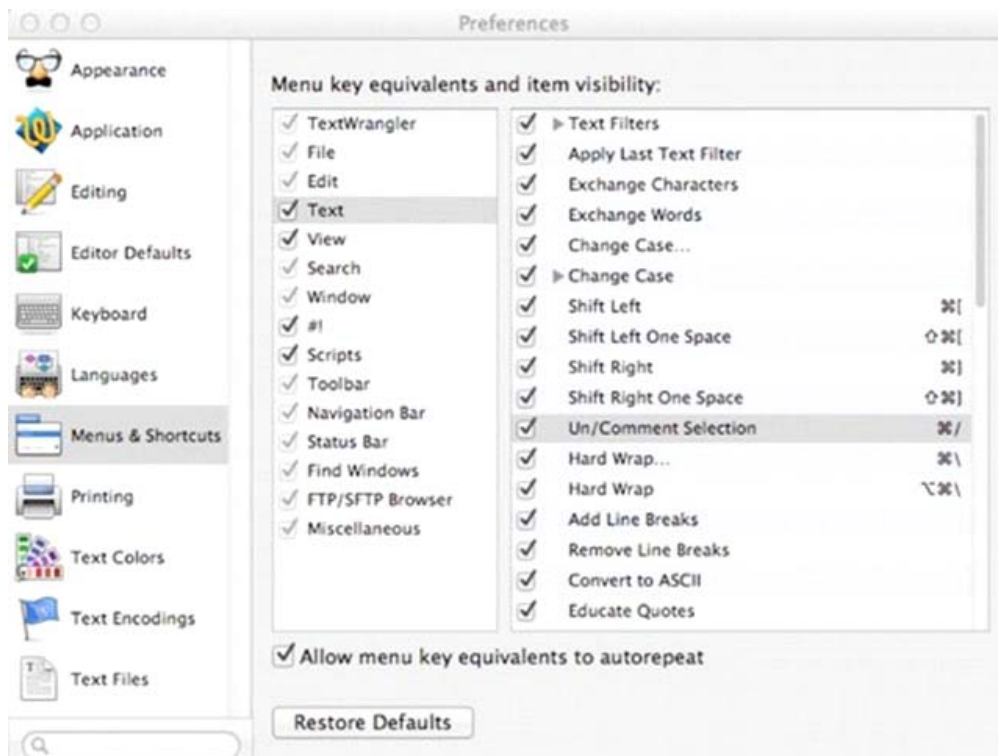 Preferences
Appearance
Application
Editing
Editor Defaults
Keyboard
Languages
Menus & Shortcuts
Printing
Text Colors
Text Encodings
Text Files
Menu key equivalents and item visibility:
TextWrangler
File
Edit
Text
View
Search
Window
#!
Scripts
Toolbar
Navigation Bar
Status Bar
Find Windows
FTP/SFTP Browser
Miscellaneous
Text Filters
Apply Last Text Filter
Exchange Characters
Exchange Words
Change Case...
Change Case
Shift Left ⌘[
Shift Left One Space ⇧⌘[
Shift Right ⌘]
Shift Right One Space ⇧⌘]
Un/Comment Selection ⌘/
Hard Wrap... ⌘\
Hard Wrap ⌥⌘\
Add Line Breaks
Remove Line Breaks
Convert to ASCII
Educate Quotes
Allow menu key equivalents to autorepeat
Restore Defaults